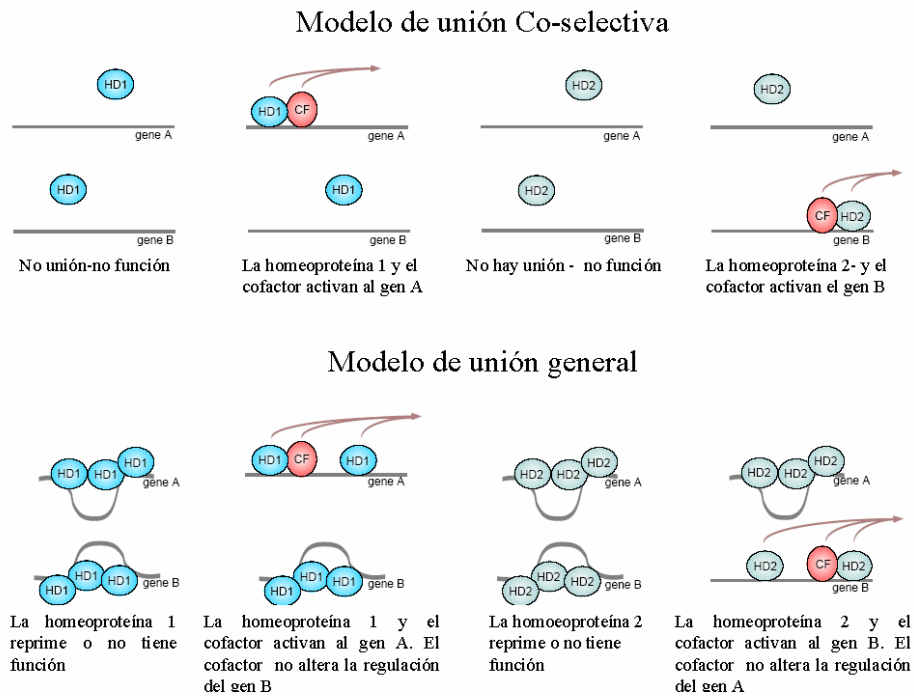 Modelo de unión Co-selectiva
HD1
gene A
HD1
gene B
No unión-no función
HD1 CF
gene A
HD1
gene B
La homeoproteína 1 y el
cofactor activan al gen A
HD2
gene A
HD2
gene B
No hay unión - no función
HD2
gene A
CF HD2
gene B
La homeoproteína 2- y el
cofactor activan el gen B
Modelo de unión general
HD1 HD1 HD1
gene A
HD1 HD1 HD1
gene B
La homeoproteína 1
reprime o no tiene
función
HD1 CF HD1
gene A
HD1 HD1 HD1
gene B
La homeoproteína 1 y el
cofactor activan al gen A. El
cofactor no altera la regulación
del gen B
HD2 HD2 HD2
gene A
HD2 HD2 HD2
gene B
La homoeoproteína 2
reprime o no tiene
función
HD2 HD2 HD2
gene A
HD2 CF HD2
gene B
La homeoproteína 2 y el
cofactor activan al gen B. El
cofactor no altera la regulación
del gen A